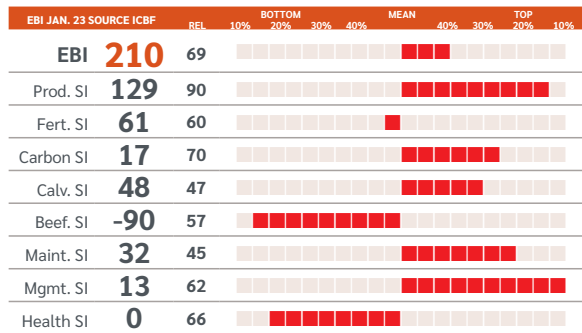 EBI JAN. 23 SOURCE ICBF REL BOTTOM MEAN TOP
10% 20% 30% 40% 40% 30% 20% 10%
EBI 210 69
Prod. SI 129 90
Fert. SI 61 60
Carbon SI 17 70
Calv. SI 48 47
Beef. SI -90 57
Maint. SI 32 45
Mgmt. SI 13 62
Health SI 0 66